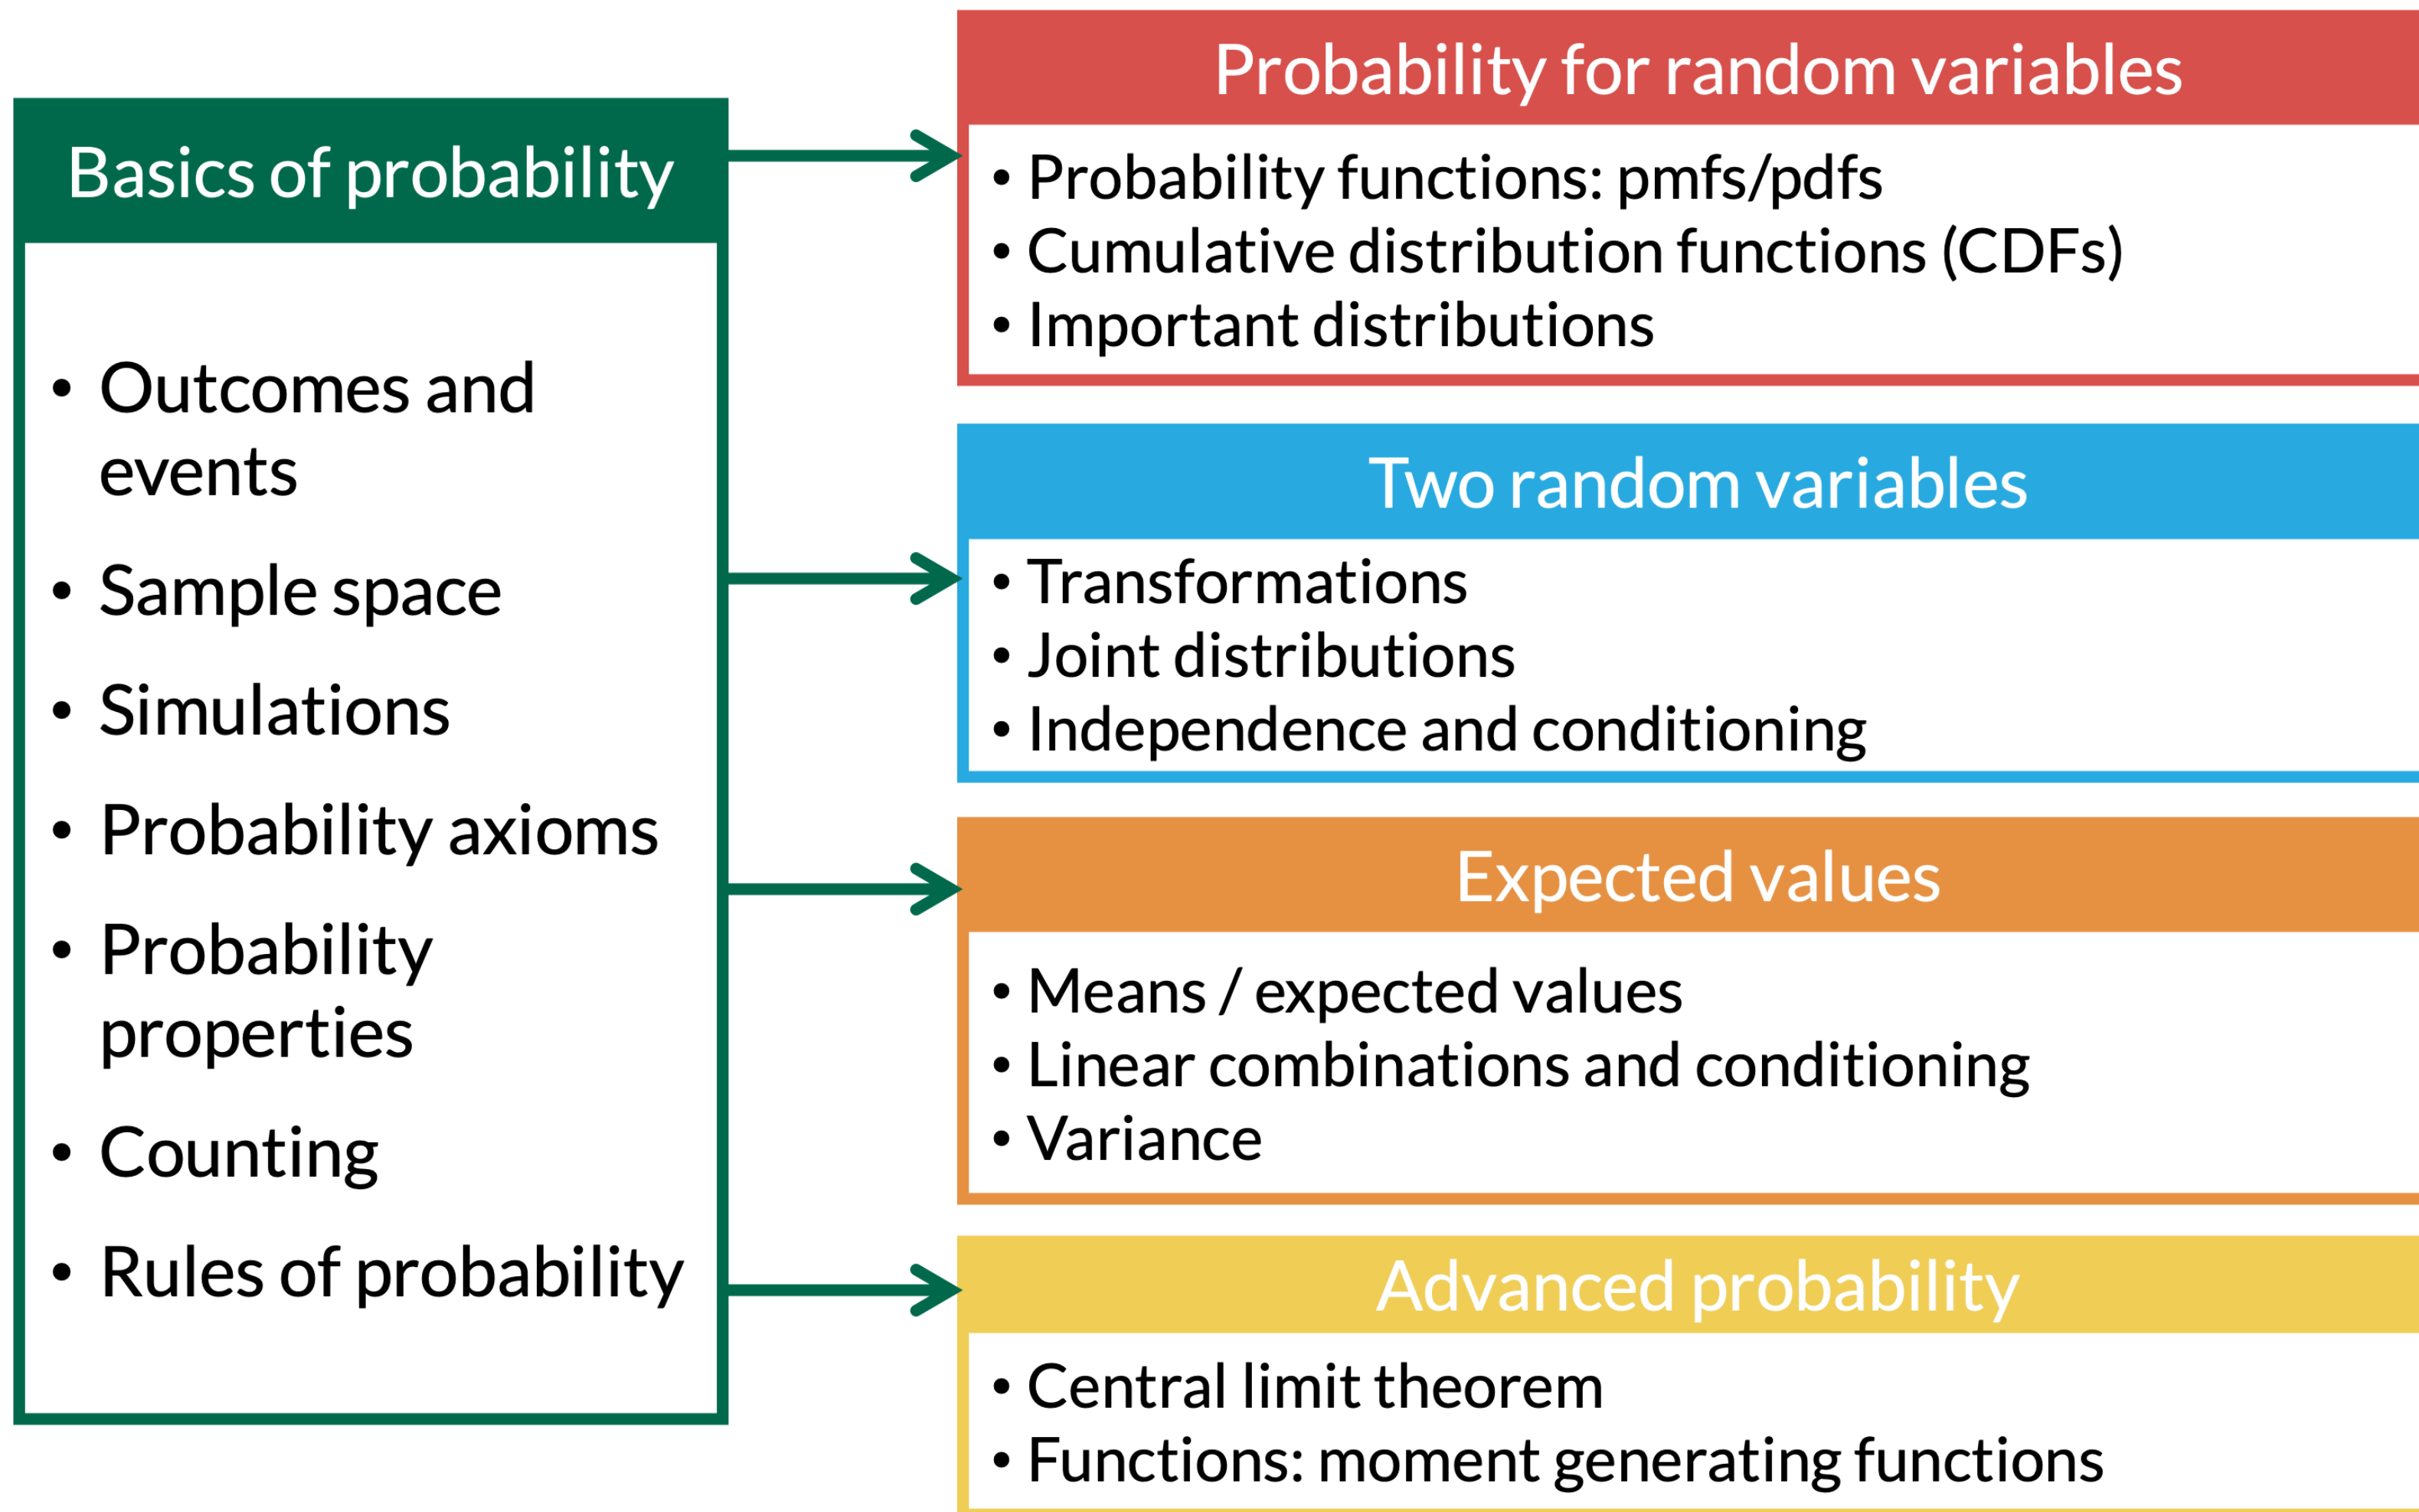 Basics of probability
• Outcomes and
events
• Sample space
• Simulations
• Probability axioms
• Probability
properties
• Counting
• Rules of probability
Probability for random variables
• Probability functions: pmfs/pdfs
• Cumulative distribution functions (CDFs)
• Important distributions
Two random variables
• Transformations
• Joint distributions
• Independence and conditioning
Expected values
• Means / expected values
• Linear combinations and conditioning
• Variance
Advanced probability
• Central limit theorem
• Functions: moment generating functions